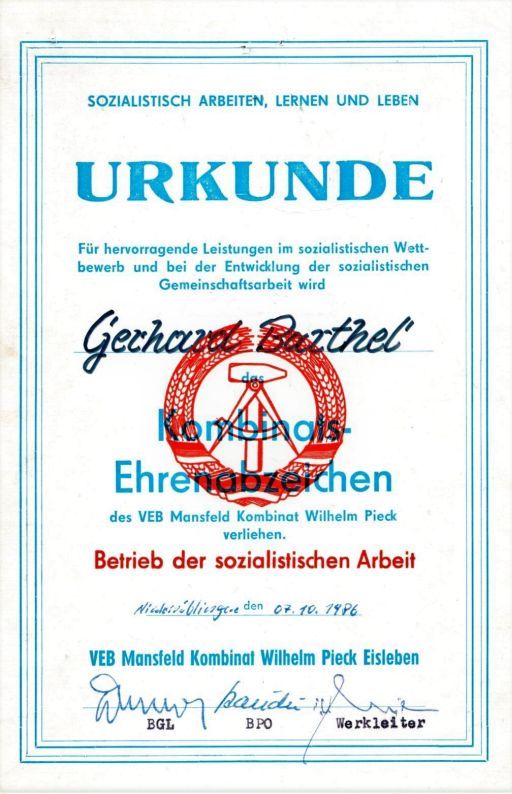 SOZIALISTISCH ARBEITEN, LERNEN UND LEBEN
URKUNDE
Für hervorragende Leistungen im sozialistischen Wett-
bewerb und bei der Entwicklung der sozialistischen
Gemeinschaftsarbeit wird
Gerhard Barthel
das
Kombinats-
Ehrenabzeichen
des VEB Mansfeld Kombinat Wilhelm Pieck
verliehen.
Betrieb der sozialistischen Arbeit
den 07.10.1986
VEB Mansfeld Kombinat Wilhelm Pieck Eisleben
BGL BPO Werkleiter